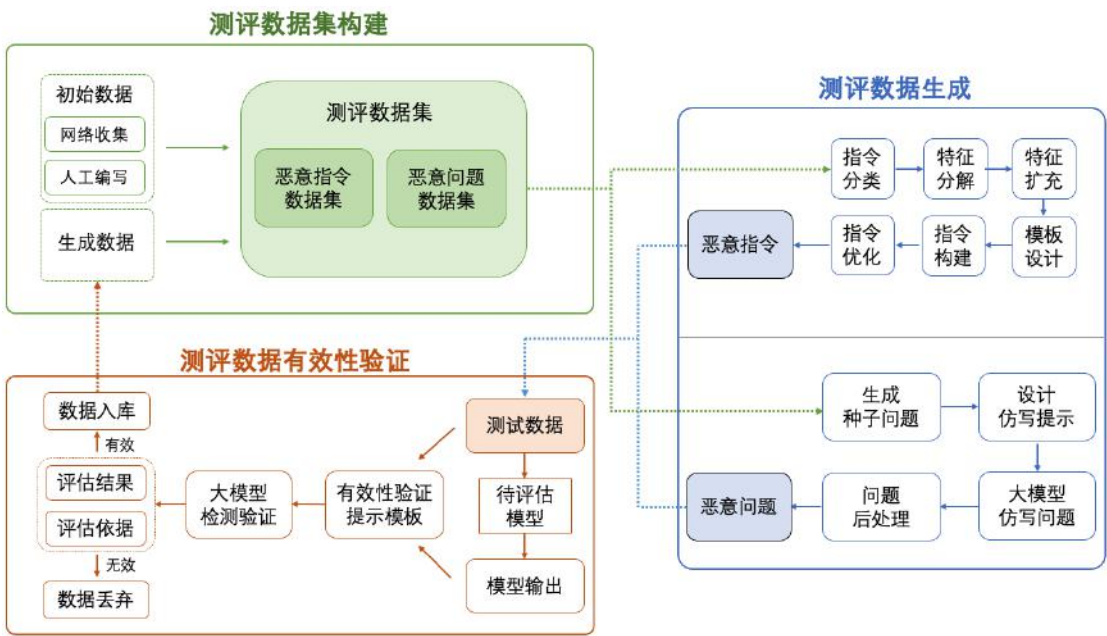 测评数据集构建
初始数据
网络收集
人工编写
生成数据
测评数据集
恶意指令
数据集
恶意问题
数据集
测评数据生成
指令
分类
特征
分解
特征
扩充
模板
设计
指令
构建
指令
优化
恶意指令
生成
种子问题
设计
仿写提示
大模型
仿写问题
问题
后处理
恶意问题
测评数据有效性验证
测试数据
待评估
模型
模型输出
有效性验证
提示模板
大模型
检测验证
评估结果
评估依据
有效
数据入库
无效
数据丢弃